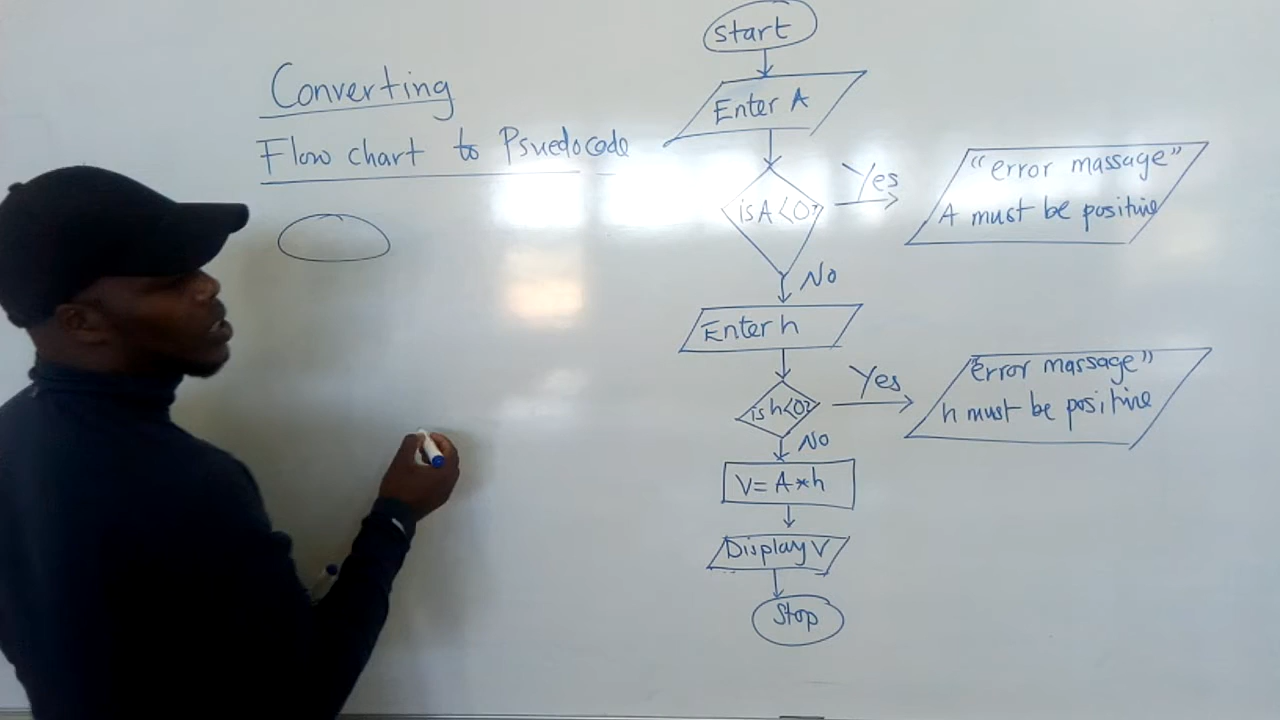 Converting
Flow chart to Psuedocode
Start
Enter A
is A<0?
Yes
"error massage"
A must be positive
No
Enter h
is h<0?
Yes
"error massage"
h must be positive
No
V= A*h
Display V
Stop